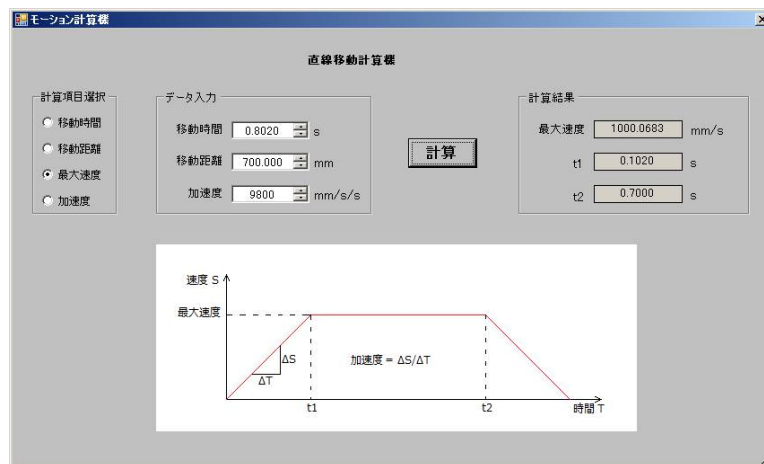 モーション計算機
直線移動計算機
計算項目選択
移動時間
移動距離
最大速度
加速度
データ入力
移動時間 0.8020 s
移動距離 700.000 mm
加速度 9800 mm/s/s
計算
計算結果
最大速度 1000.0683 mm/s
t1 0.1020 s
t2 0.7000 s
速度 S
最大速度
ΔS
ΔT
加速度 = ΔS/ΔT
t1
t2
時間 T